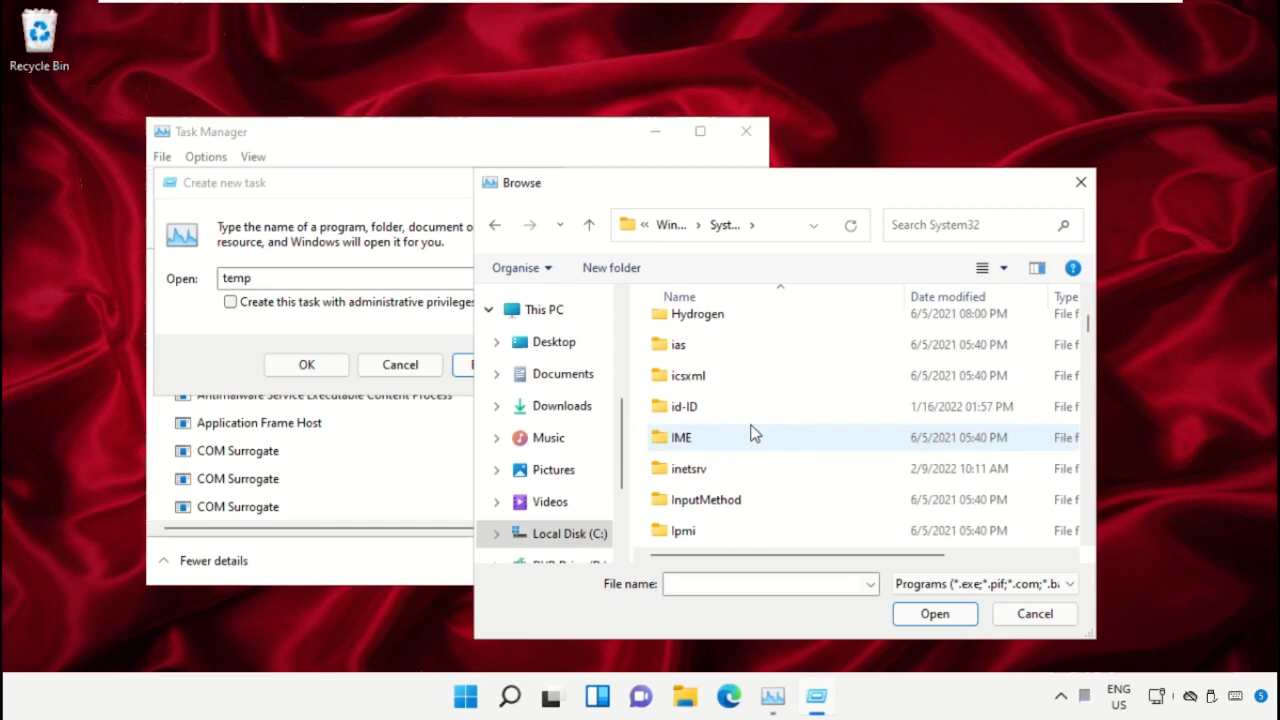 Recycle Bin
Task Manager
File Options View
Create new task
Type the name of a program, folder, document o
resource, and Windows will open it for you.
Open: temp
Create this task with administrative privileges
OK Cancel
Antimalware Service Executable Content Process
Application Frame Host
COM Surrogate
COM Surrogate
COM Surrogate
Fewer details
Browse
« Win... › Syst... ›
Search System32
Organise New folder
This PC
Desktop
Documents
Downloads
Music
Pictures
Videos
Local Disk (C:)
Name Date modified Type
Hydrogen 6/5/2021 08:00 PM File f
ias 6/5/2021 05:40 PM File f
icsxml 6/5/2021 05:40 PM File f
id-ID 1/16/2022 01:57 PM File f
IME 6/5/2021 05:40 PM File f
inetsrv 2/9/2022 10:11 AM File f
InputMethod 6/5/2021 05:40 PM File f
Ipmi 6/5/2021 05:40 PM File f
File name: Programs (*.exe;*.pif;*.com;*.ba
Open Cancel
ENG
US
5